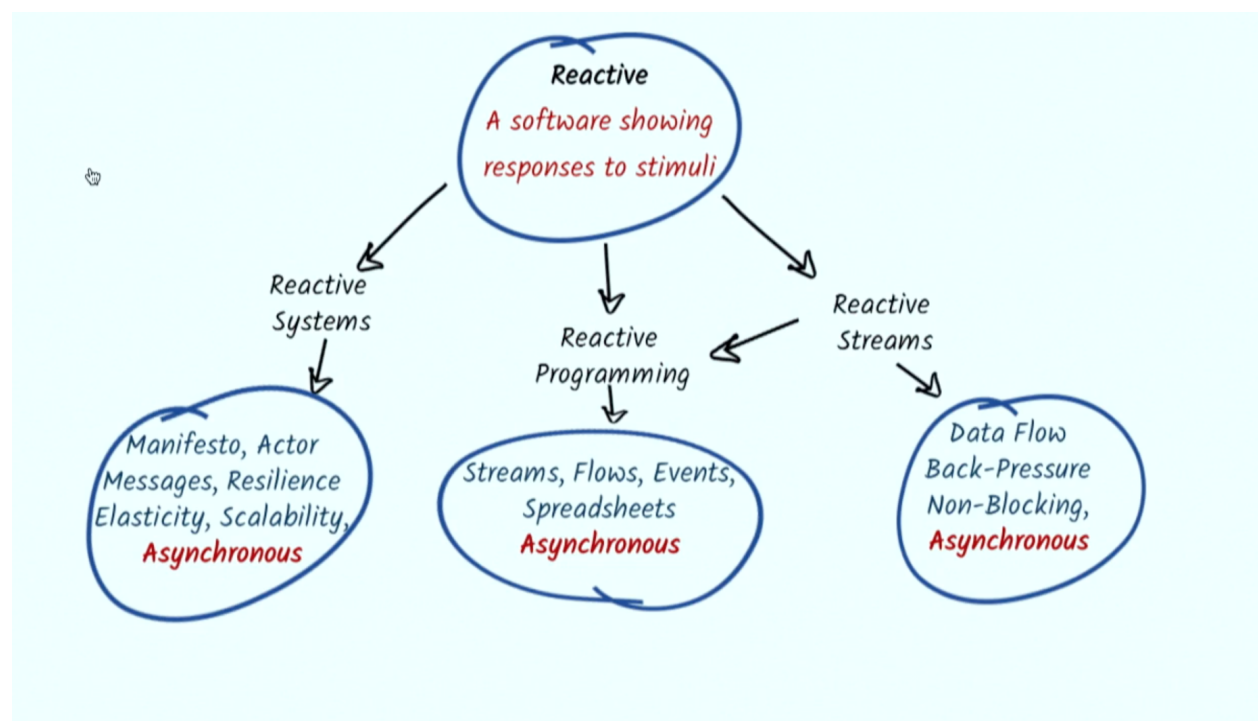 Reactive
A software showing
responses to stimuli
Reactive
Systems
Reactive
Programming
Reactive
Streams
Manifesto, Actor
Messages, Resilience
Elasticity, Scalability,
Asynchronous
Streams, Flows, Events,
Spreadsheets
Asynchronous
Data Flow
Back-Pressure
Non-Blocking,
Asynchronous